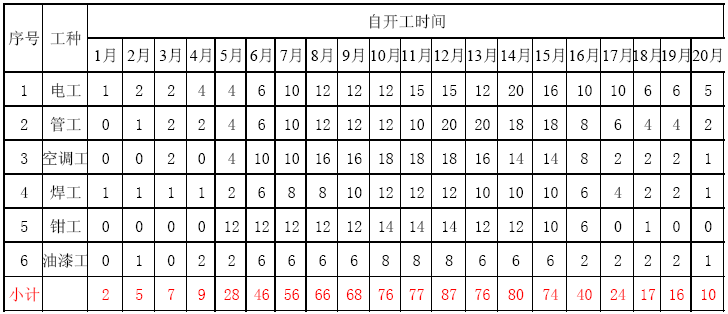 序号 工种 自开工时间
1月 2月 3月 4月 5月 6月 7月 8月 9月 10月 11月 12月 13月 14月 15月 16月 17月 18月 19月 20月
1 电工 1 2 2 4 4 6 10 12 12 12 15 15 12 20 16 10 10 6 6 5
2 管工 0 1 2 2 4 6 10 12 12 12 10 20 20 18 18 8 6 4 4 2
3 空调工 0 0 2 0 4 10 10 16 16 18 18 18 16 14 14 8 2 2 2 1
4 焊工 1 1 1 1 2 6 8 8 10 12 12 12 10 10 10 6 4 2 2 1
5 钳工 0 0 0 0 12 12 12 12 12 14 14 14 12 12 10 6 0 1 0 0
6 油漆工 0 1 0 2 2 6 6 6 6 8 8 8 6 6 6 2 2 2 2 1
小计 2 5 7 9 28 46 56 66 68 76 77 87 76 80 74 40 24 17 16 10